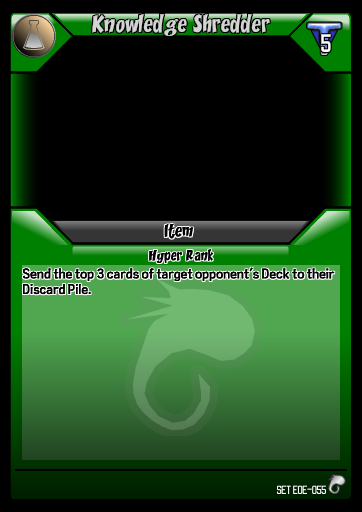 Knowledge Shredder
5
Item
Hyper Rank
Send the top 3 cards of target opponent's Deck to their
Discard Pile.
SET EOE-055